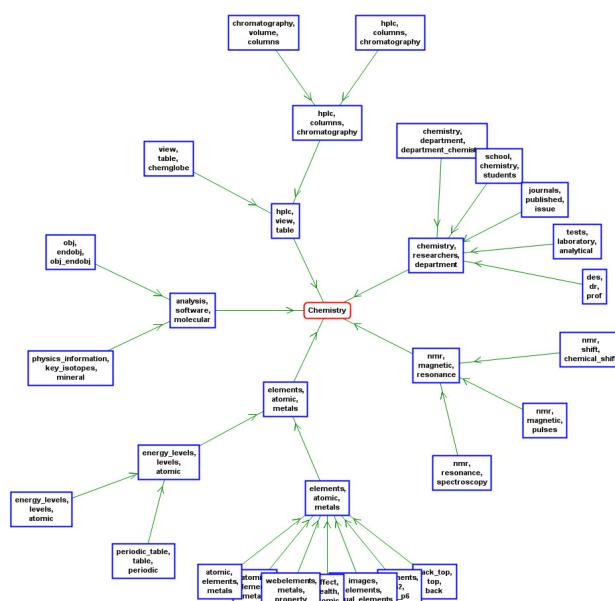 chromatography,
volume,
columns
hplc,
columns,
chromatography
hplc,
columns,
chromatography
chemistry,
department,
department_chemist
school,
chemistry,
students
view,
table,
chemglobe
journals,
published,
issue
hplc,
view,
table
tests,
laboratory,
analytical
obj,
endobj,
obj_endobj
chemistry,
researchers,
department
des,
dr,
prof
analysis,
software,
molecular
Chemistry
physics_information,
key_isotopes,
mineral
nmr,
magnetic,
resonance
nmr,
shift,
chemical_shift
elements,
atomic,
metals
nmr,
magnetic,
pulses
energy_levels,
levels,
atomic
nmr,
resonance,
spectroscopy
energy_levels,
levels,
atomic
elements,
atomic,
metals
periodic_table,
table,
periodic
atomic,
elements,
metals
webelements,
metals,
property
images,
elements,
top,
back